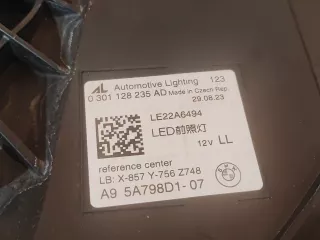 AL Automotive Lighting 123
0 301 128 235 AD Made in Czech Rep.
29.08.23
LE22A6494
LED前照灯
12V LL
reference center
LB: X-857 Y-756 Z748
A9 5A798D1-07